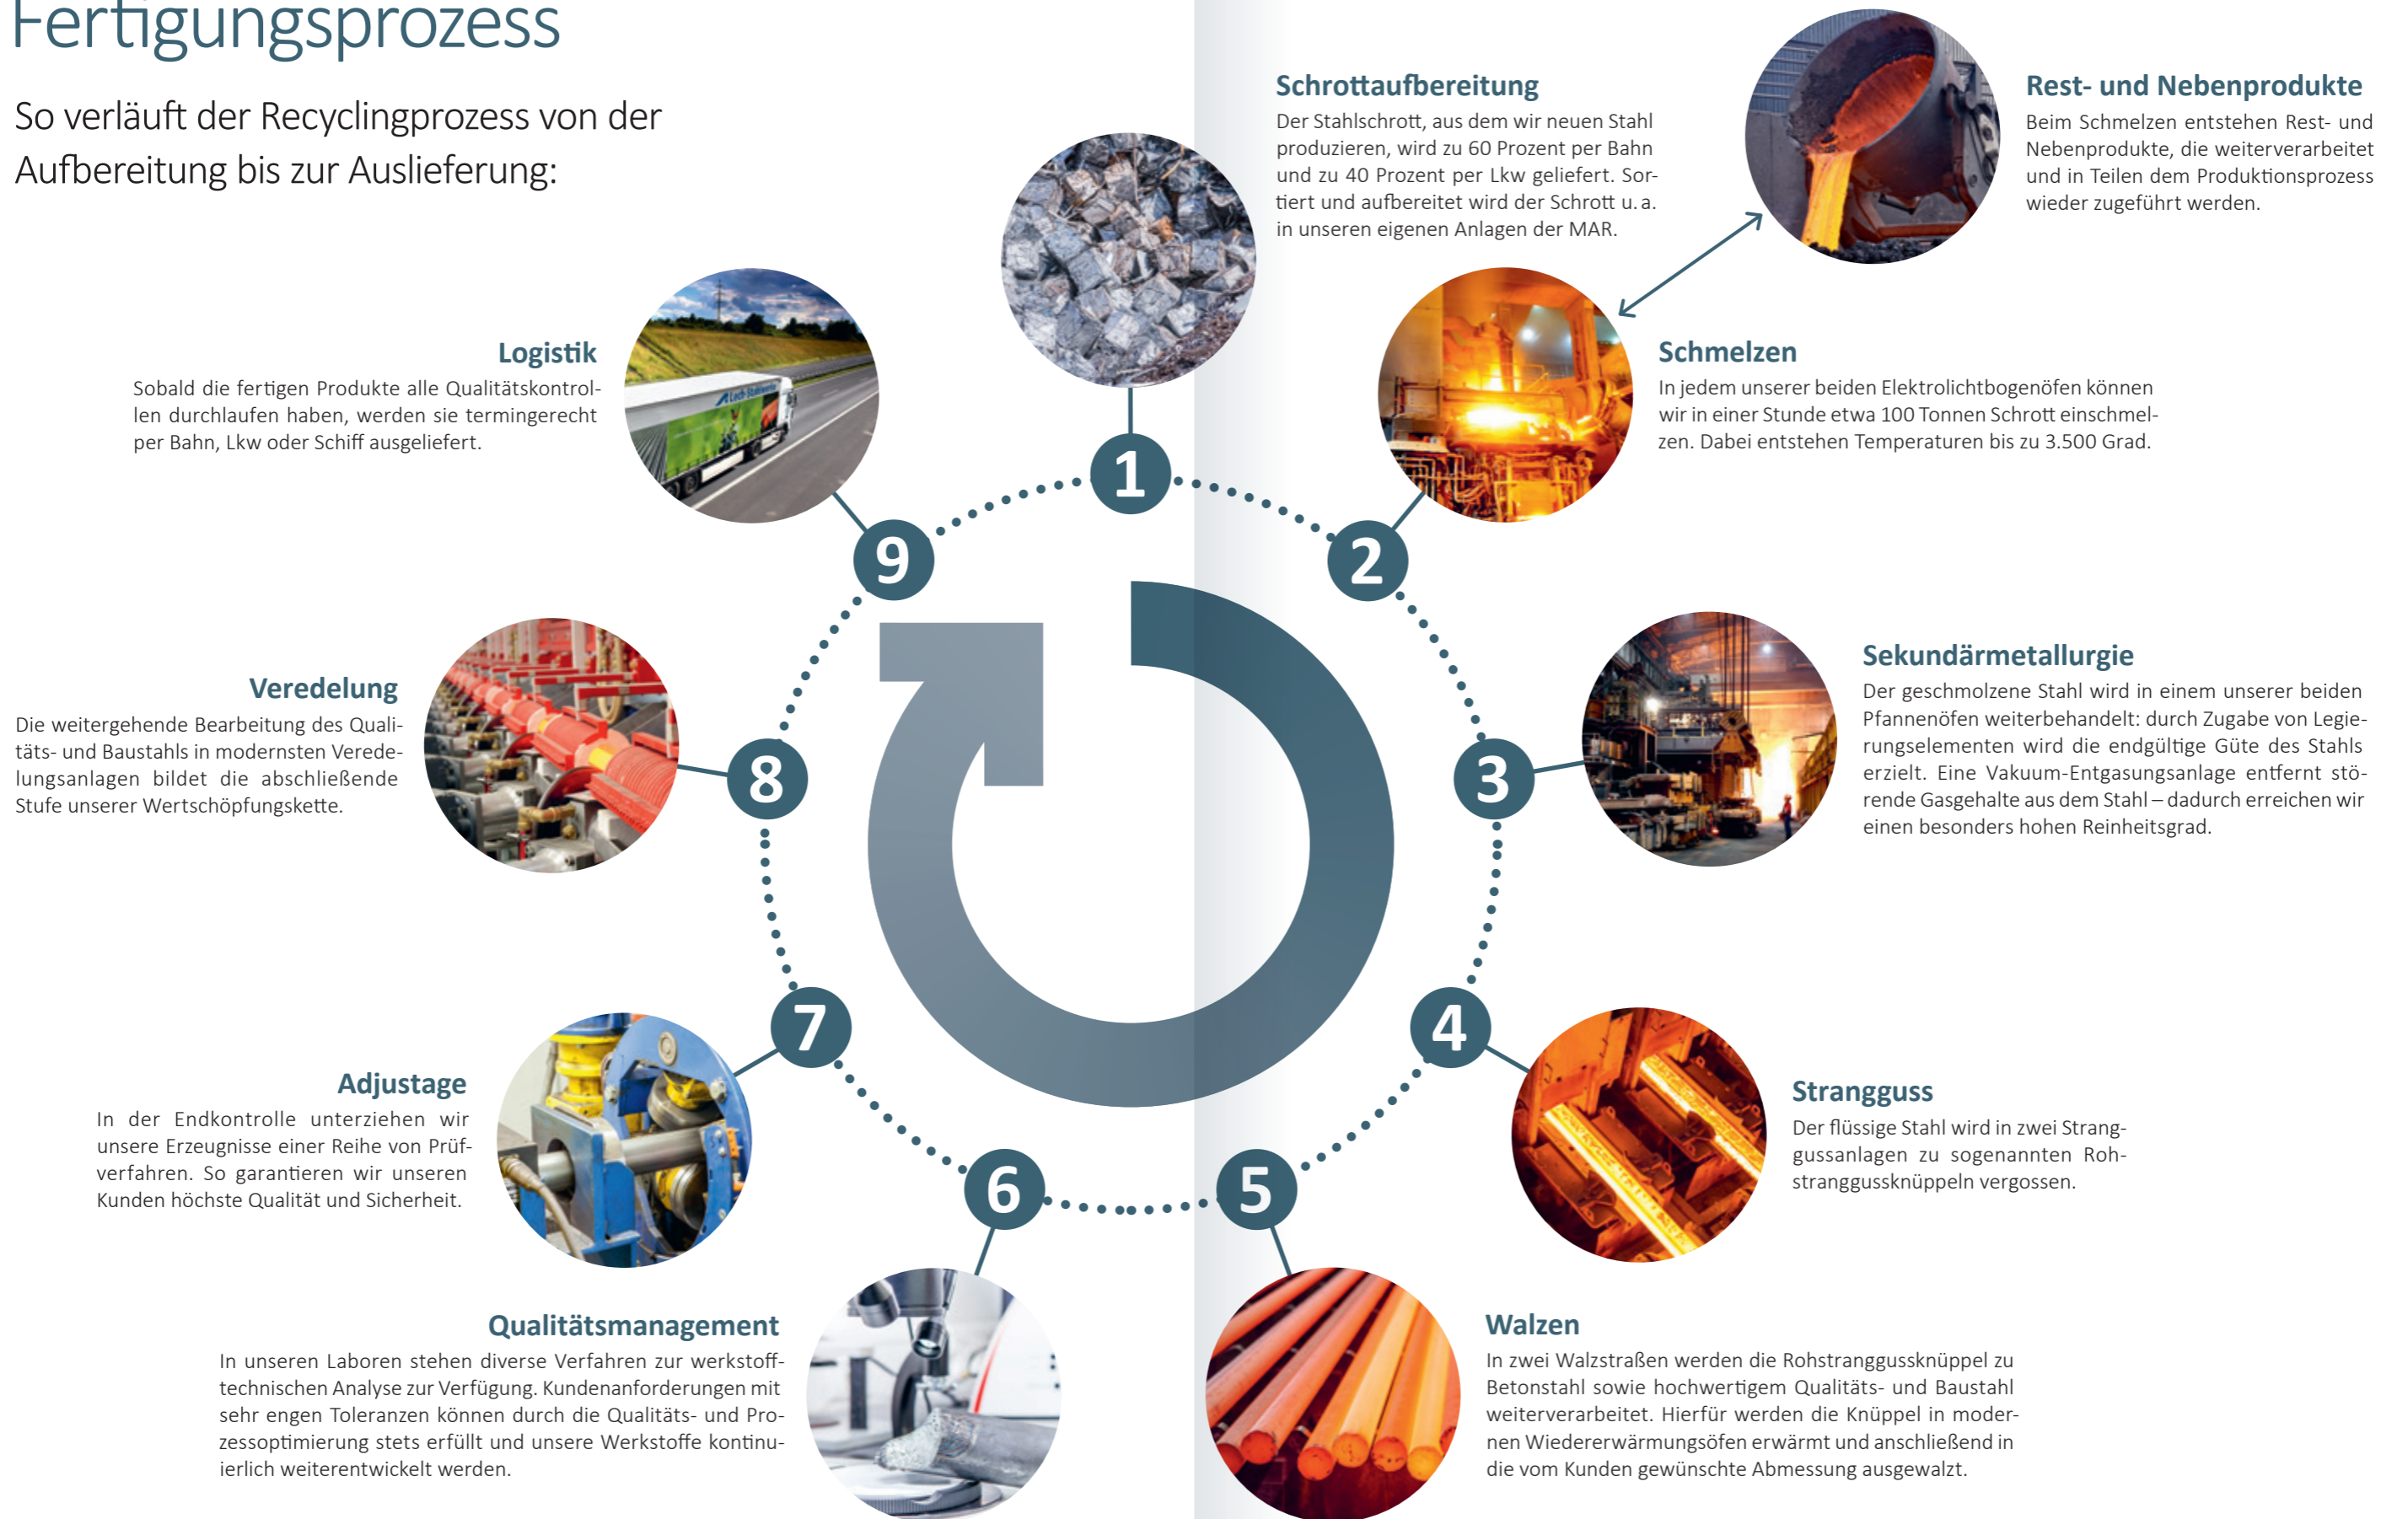 Fertigungsprozess
So verläuft der Recyclingprozess von der
Aufbereitung bis zur Auslieferung:
1
Schrottaufbereitung
Der Stahlschrott, aus dem wir neuen Stahl
produzieren, wird zu 60 Prozent per Bahn
und zu 40 Prozent per Lkw geliefert. Sor-
tiert und aufbereitet wird der Schrott u. a.
in unseren eigenen Anlagen der MAR.
Rest- und Nebenprodukte
Beim Schmelzen entstehen Rest- und
Nebenprodukte, die weiterverarbeitet
und in Teilen dem Produktionsprozess
wieder zugeführt werden.
2
Schmelzen
In jedem unserer beiden Elektrolichtbogenöfen können
wir in einer Stunde etwa 100 Tonnen Schrott einschmel-
zen. Dabei entstehen Temperaturen bis zu 3.500 Grad.
3
Sekundärmetallurgie
Der geschmolzene Stahl wird in einem unserer beiden
Pfannenöfen weiterbehandelt: durch Zugabe von Legie-
rungselementen wird die endgültige Güte des Stahls
erzielt. Eine Vakuum-Entgasungsanlage entfernt stö-
rende Gasgehalte aus dem Stahl – dadurch erreichen wir
einen besonders hohen Reinheitsgrad.
4
Strangguss
Der flüssige Stahl wird in zwei Strang-
gussanlagen zu sogenannten Roh-
stranggussknüppeln vergossen.
5
Walzen
In zwei Walzstraßen werden die Rohstranggussknüppel zu
Betonstahl sowie hochwertigem Qualitäts- und Baustahl
weiterverarbeitet. Hierfür werden die Knüppel in moder-
nen Wiedererwärmungsöfen erwärmt und anschließend in
die vom Kunden gewünschte Abmessung ausgewalzt.
6
Qualitätsmanagement
In unseren Laboren stehen diverse Verfahren zur werkstoff-
technischen Analyse zur Verfügung. Kundenanforderungen mit
sehr engen Toleranzen können durch die Qualitäts- und Pro-
zessoptimierung stets erfüllt und unsere Werkstoffe kontinu-
ierlich weiterentwickelt werden.
7
Adjustage
In der Endkontrolle unterziehen wir
unsere Erzeugnisse einer Reihe von Prüf-
verfahren. So garantieren wir unseren
Kunden höchste Qualität und Sicherheit.
8
Veredelung
Die weitergehende Bearbeitung des Quali-
täts- und Baustahls in modernsten Verede-
lungsanlagen bildet die abschließende
Stufe unserer Wertschöpfungskette.
9
Logistik
Sobald die fertigen Produkte alle Qualitätskontrol-
len durchlaufen haben, werden sie termingerecht
per Bahn, Lkw oder Schiff ausgeliefert.
Lech-Stahlwerke